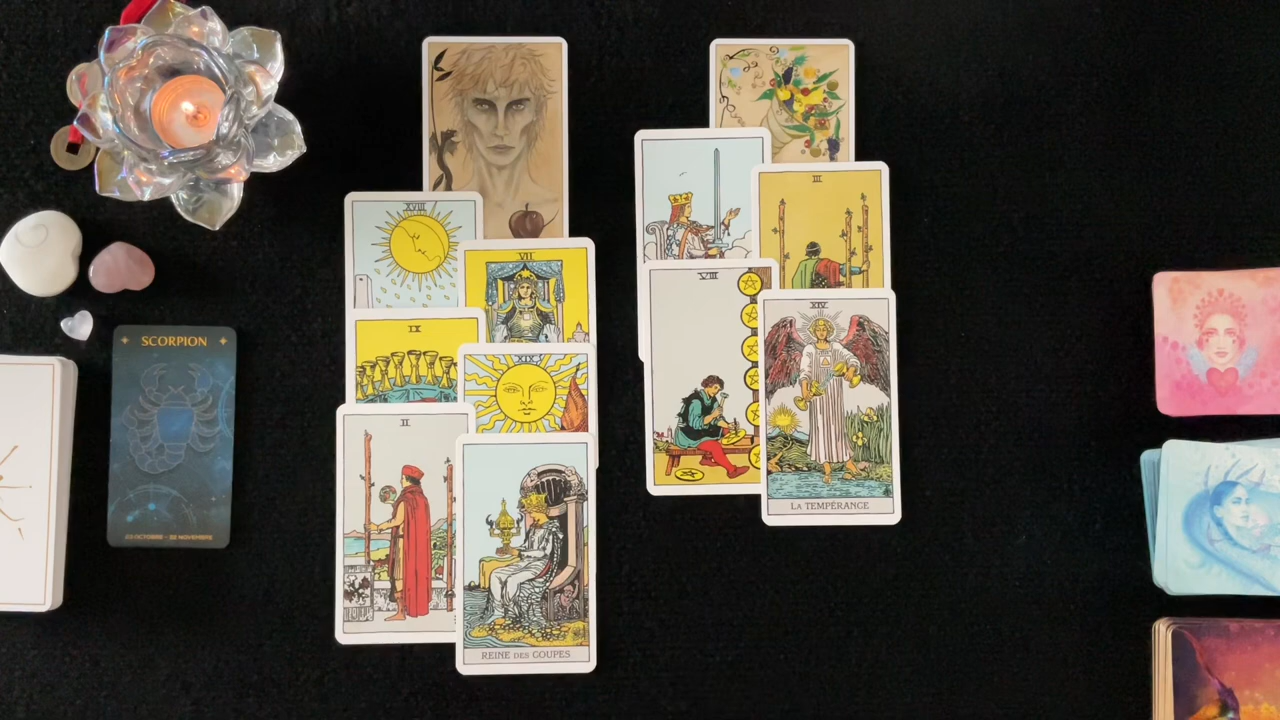 SCORPION
23 OCTOBRE - 22 NOVEMBRE
XVIII
VII
IX
XIX
II
REINE DES COUPES
III
VIII
XIV
LA TEMPÉRANCE